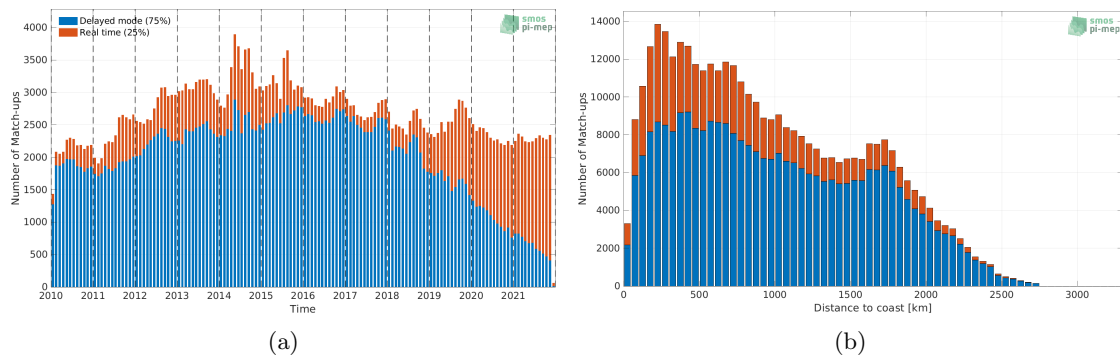 Delayed mode (75%)
Real time (25%)
smos
pi-mep
Number of Match-ups
4000
3500
3000
2500
2000
1500
1000
500
0
2010 2011 2012 2013 2014 2015 2016 2017 2018 2019 2020 2021
Time
(a)
smos
pi-mep
Number of Match-ups
14000
12000
10000
8000
6000
4000
2000
0
0 500 1000 1500 2000 2500 3000
Distance to coast [km]
(b)